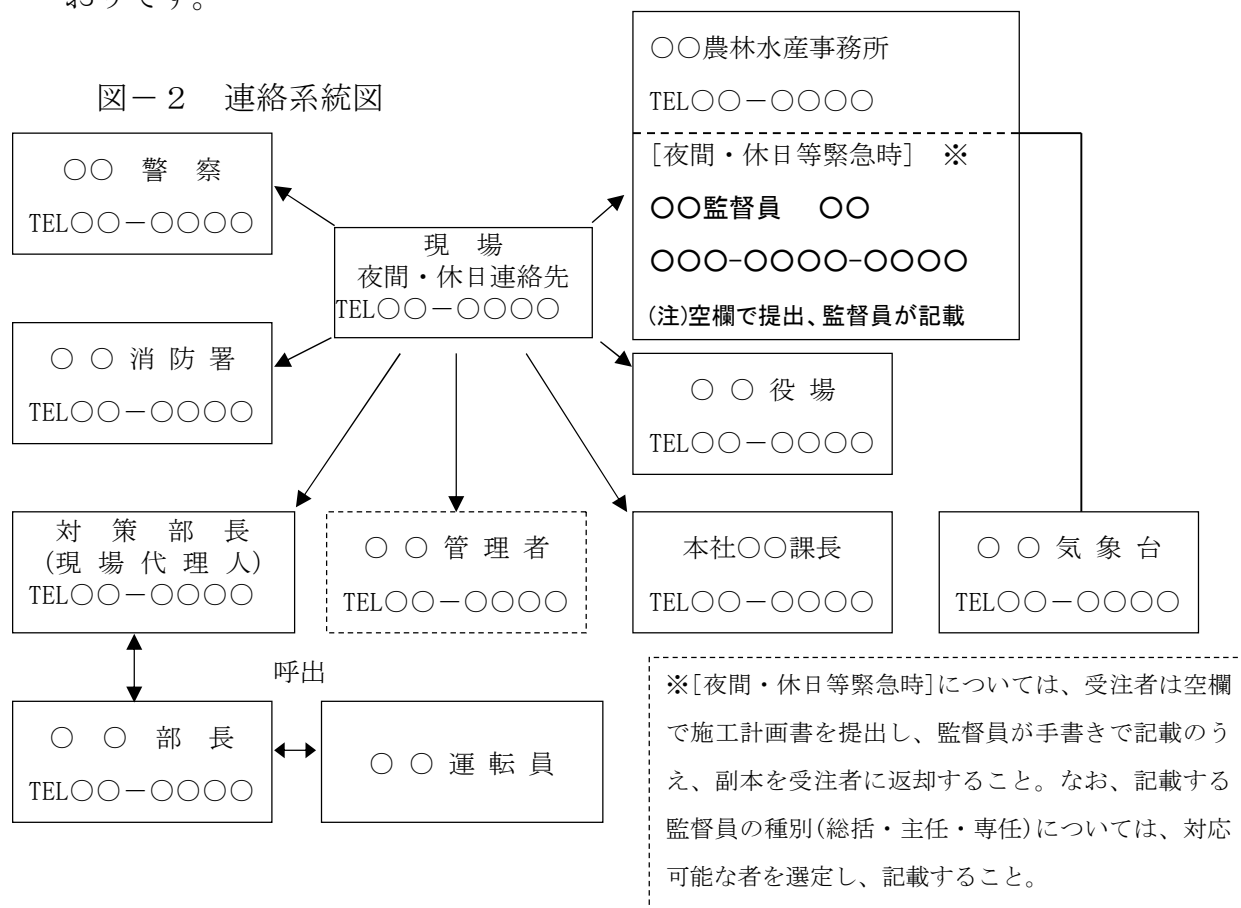 おりです。
図－２　連絡系統図
○○農林水産事務所
TEL○○－○○○○
[夜間・休日等緊急時]　※
○○監督員　○○
○○○-○○○○-○○○○
(注)空欄で提出、監督員が記載
○○　警　察
TEL○○－○○○○
現　場
夜間・休日連絡先
TEL○○－○○○○
○ ○ 消 防 署
TEL○○－○○○○
○ ○ 役 場
TEL○○－○○○○
対　策　部　長
(現 場 代 理 人)
TEL○○－○○○○
○ ○ 管 理 者
TEL○○－○○○○
本社○○課長
TEL○○－○○○○
○ ○ 気 象 台
TEL○○－○○○○
呼出
○　○　部　長
TEL○○－○○○○
○ ○ 運 転 員
※[夜間・休日等緊急時]については、受注者は空欄
で施工計画書を提出し、監督員が手書きで記載のう
え、副本を受注者に返却すること。なお、記載する
監督員の種別(総括・主任・専任)については、対応
可能な者を選定し、記載すること。